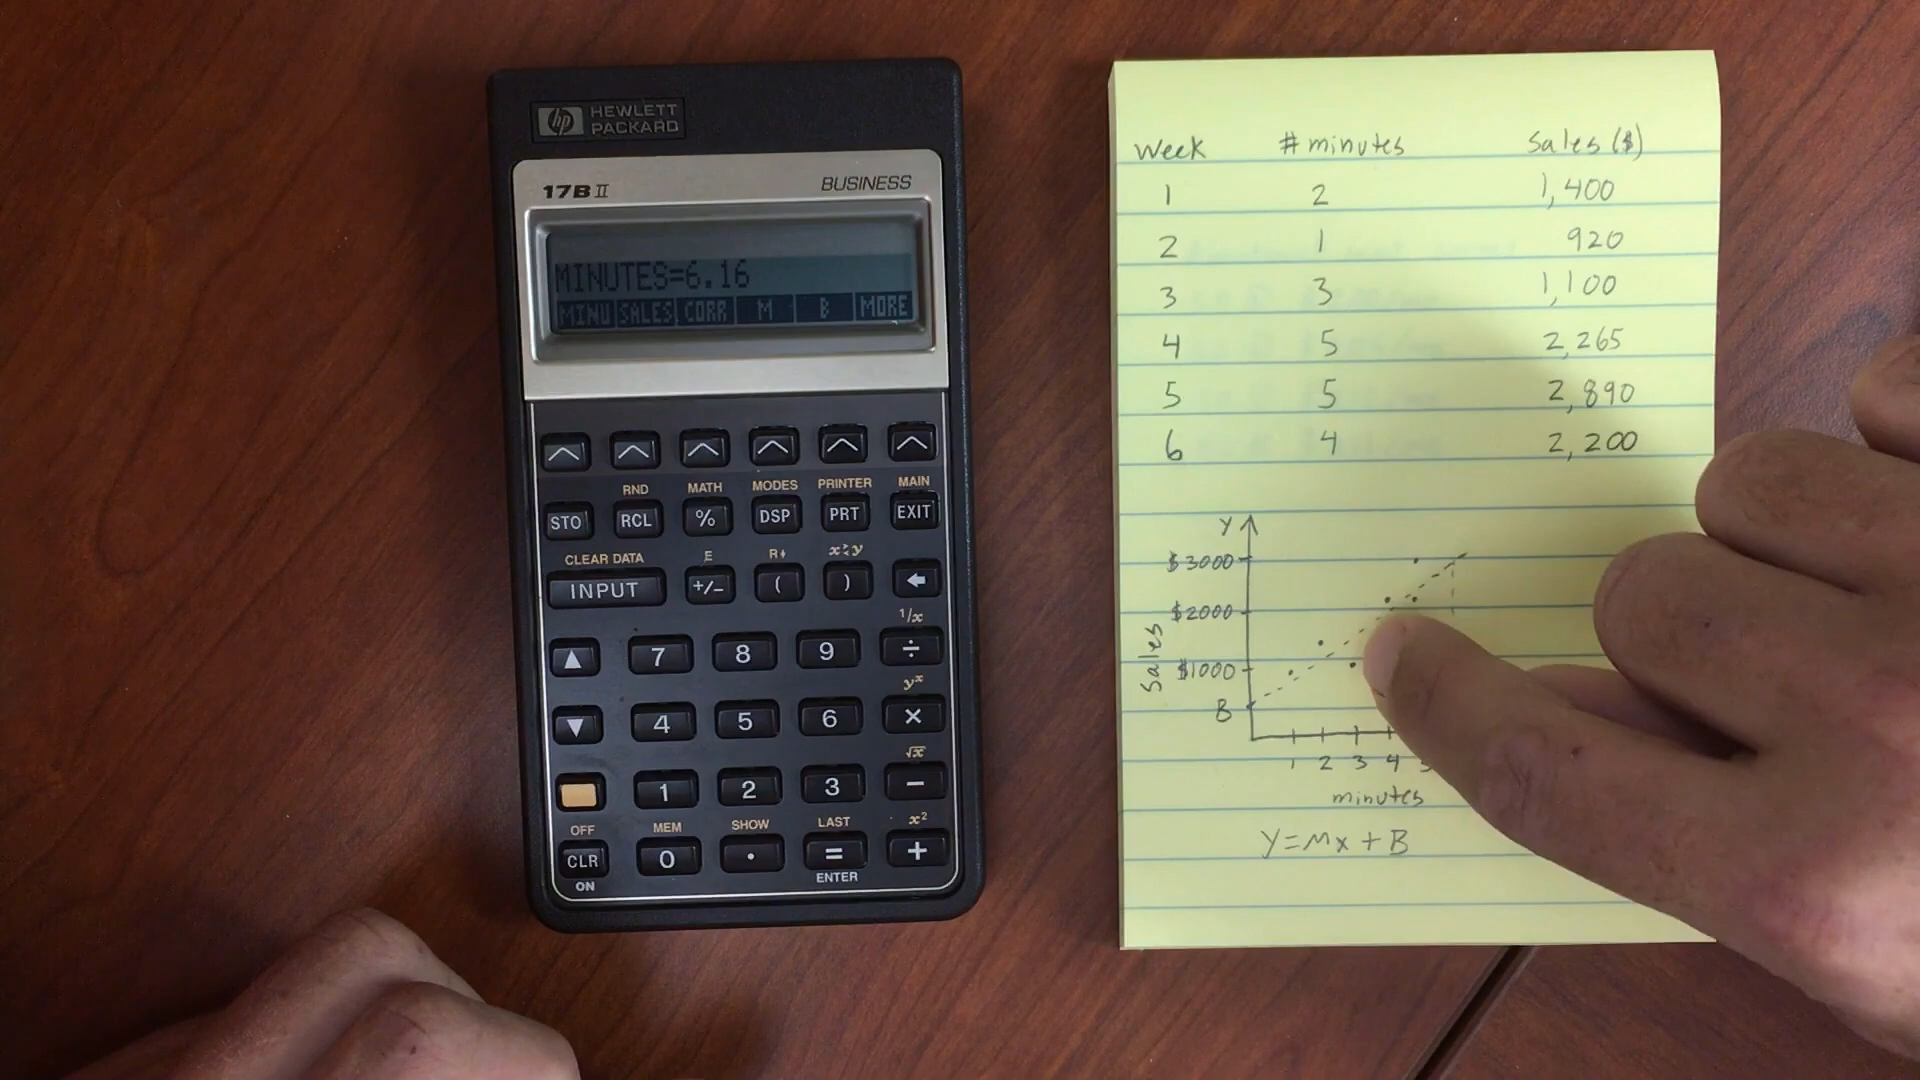 hp HEWLETT PACKARD
17B II BUSINESS
MINUTES=6.16
MINU SALES CORR M B MORE
RND MATH MODES PRINTER MAIN
STO RCL % DSP PRT EXIT
CLEAR DATA E R↓ x≷y
INPUT +/− ( ) ←
1/x
▲ 7 8 9 ÷
yˣ
▼ 4 5 6 ×
√x
1 2 3 −
OFF MEM SHOW LAST x²
CLR 0 . = +
ON ENTER
Week # minutes Sales ($)
1 2 1,400
2 1 920
3 3 1,100
4 5 2,265
5 5 2,890
6 4 2,200
Y
$3000
$2000
$1000
B
Sales
1 2 3 4 5
minutes
Y=Mx+B